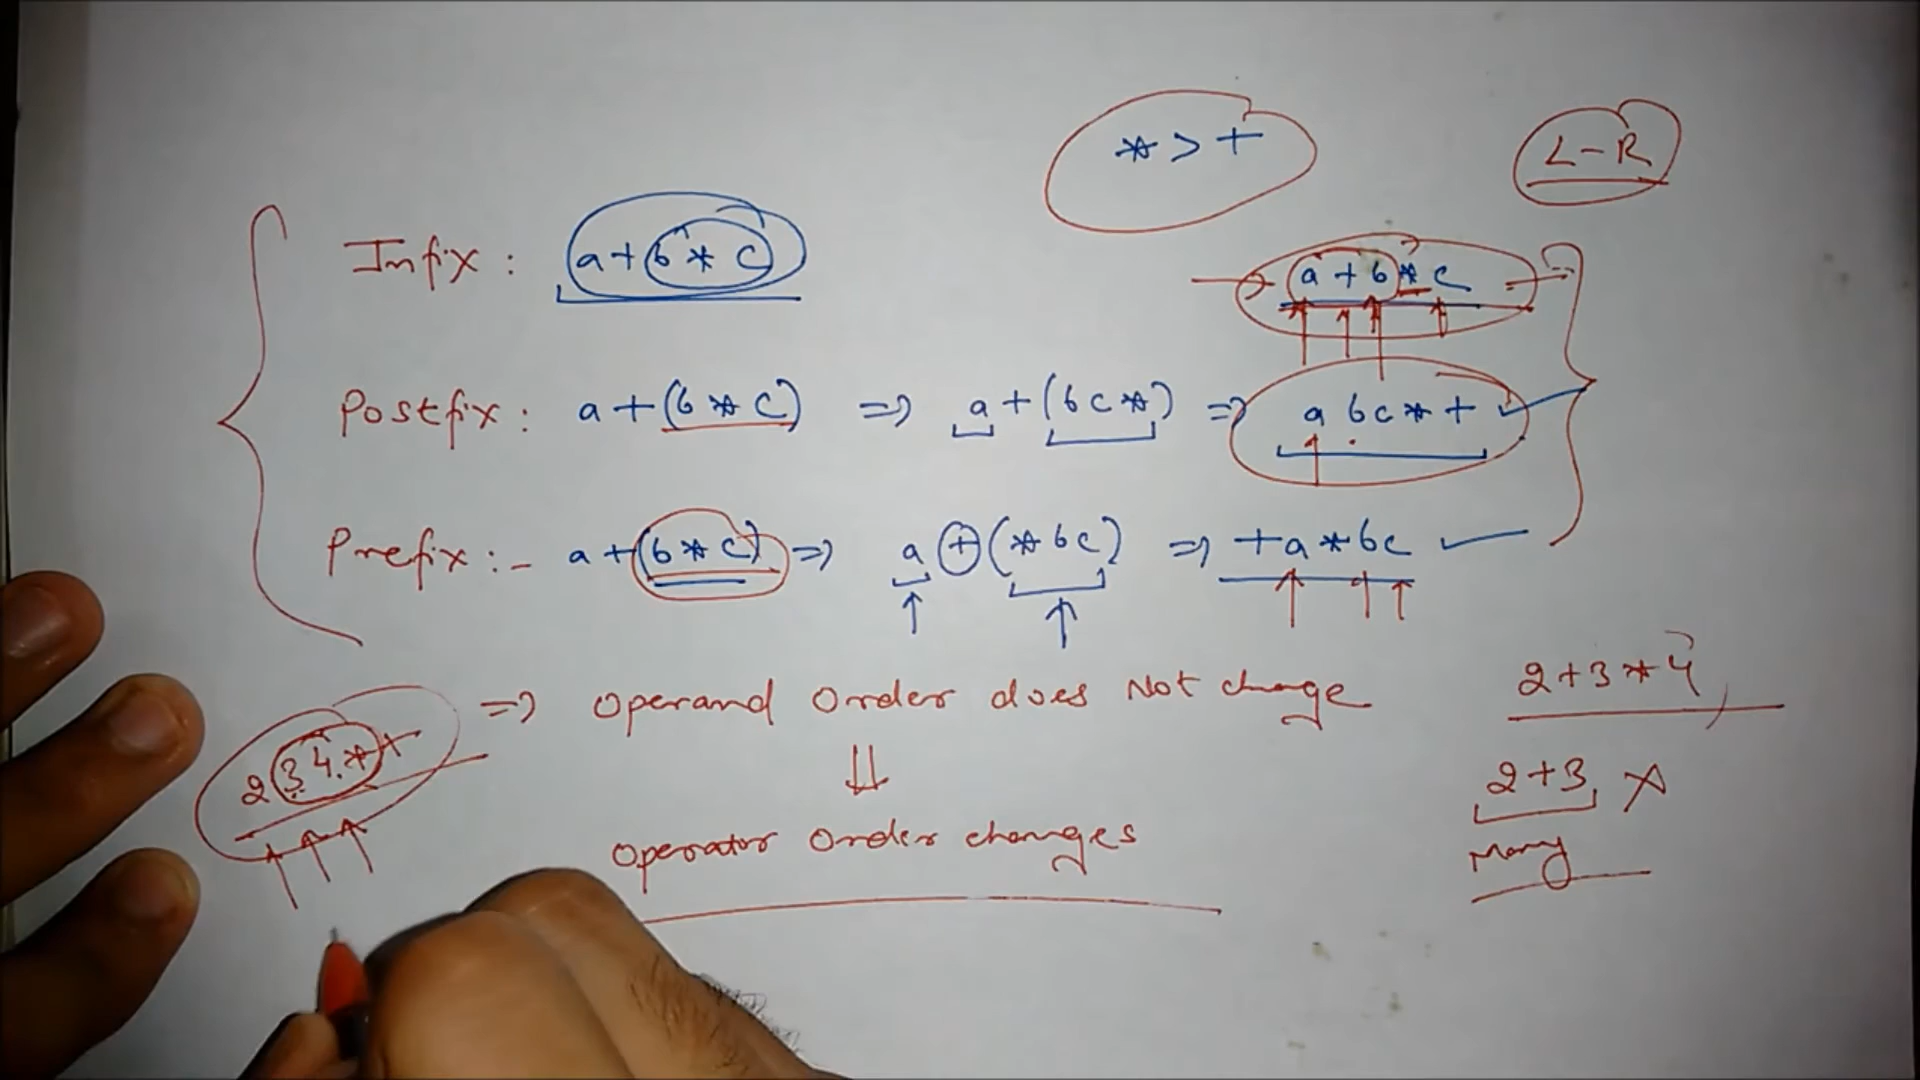 * > +
L-R
Infix : a+b * c
a + b * c
Postfix : a+(b * c) => a+(bc*) => a bc * +
Prefix :- a+(b * c) => a + (*bc) => +a*bc
=> Operand Order does Not change
2 + 3 * 4
2 3 4 . * +
2+3 X
Operator Order changes
Many